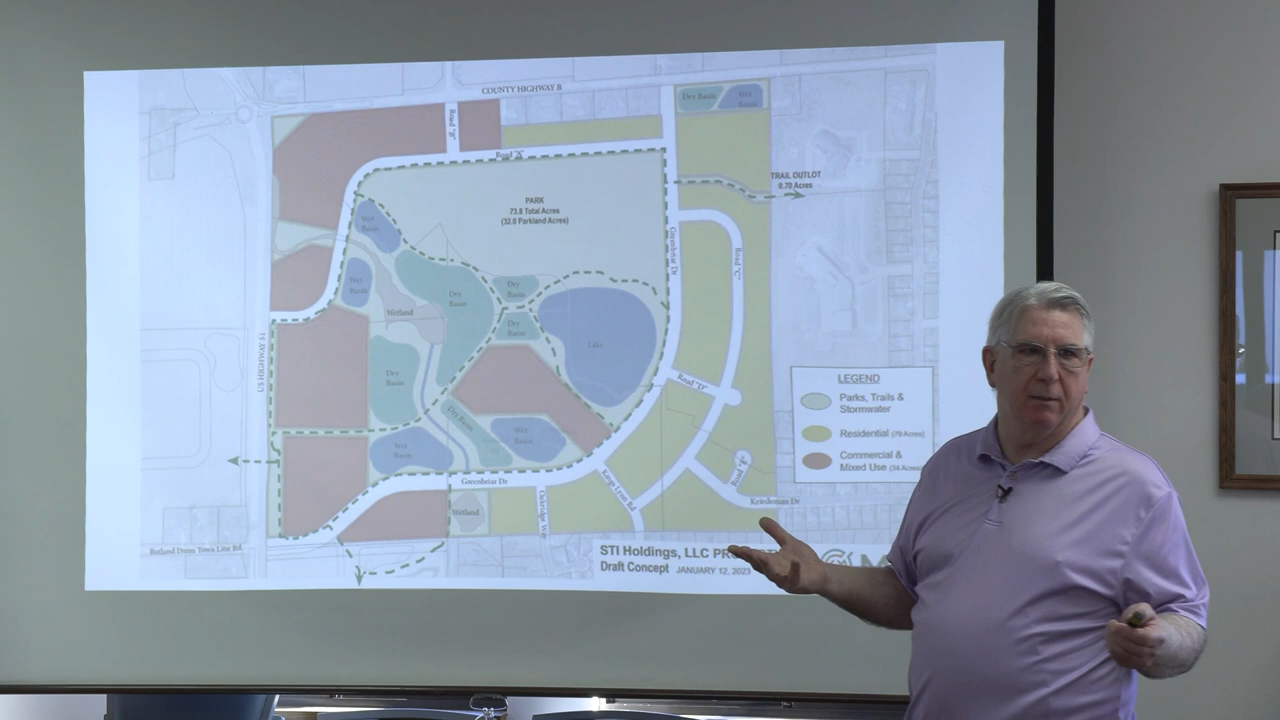 COUNTY HIGHWAY B
Dry Basin
Wet
Basin
Road "B"
Road "A"
TRAIL OUTLOT
0.70 Acres
PARK
73.8 Total Acres
(32.0 Parkland Acres)
Wet
Basin
Greenbriar Dr
Road "C"
Wet
Basin
Dry
Basin
Dry
Basin
Wetland
Dry
Basin
Lake
US HIGHWAY 51
Dry
Basin
Road "D"
LEGEND
Parks, Trails &
Stormwater
Residential (79 Acres)
Commercial &
Mixed Use (34 Acres)
Dry Basin
Wet
Basin
Wet
Basin
Greenbriar Dr
Kings Lynn Rd
Oakridge Way
Wetland
Kriedeman Dr
Rutland Dunn Town Line Rd
STI Holdings, LLC
Draft Concept JANUARY 12, 2023